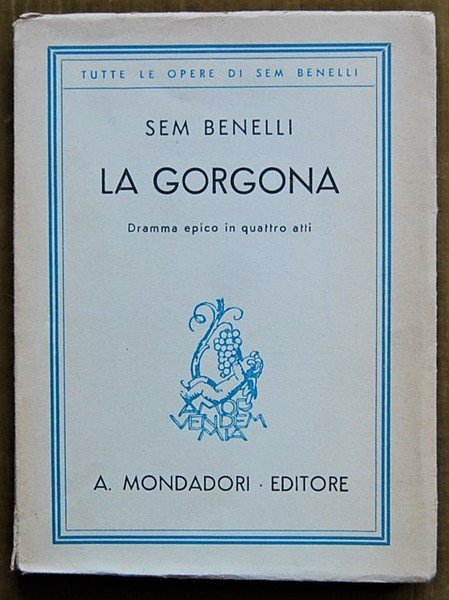 TUTTE LE OPERE DI SEM BENELLI
SEM BENELLI
LA GORGONA
Dramma epico in quattro atti
AMOR
VENDEM
MIA
A. MONDADORI · EDITORE